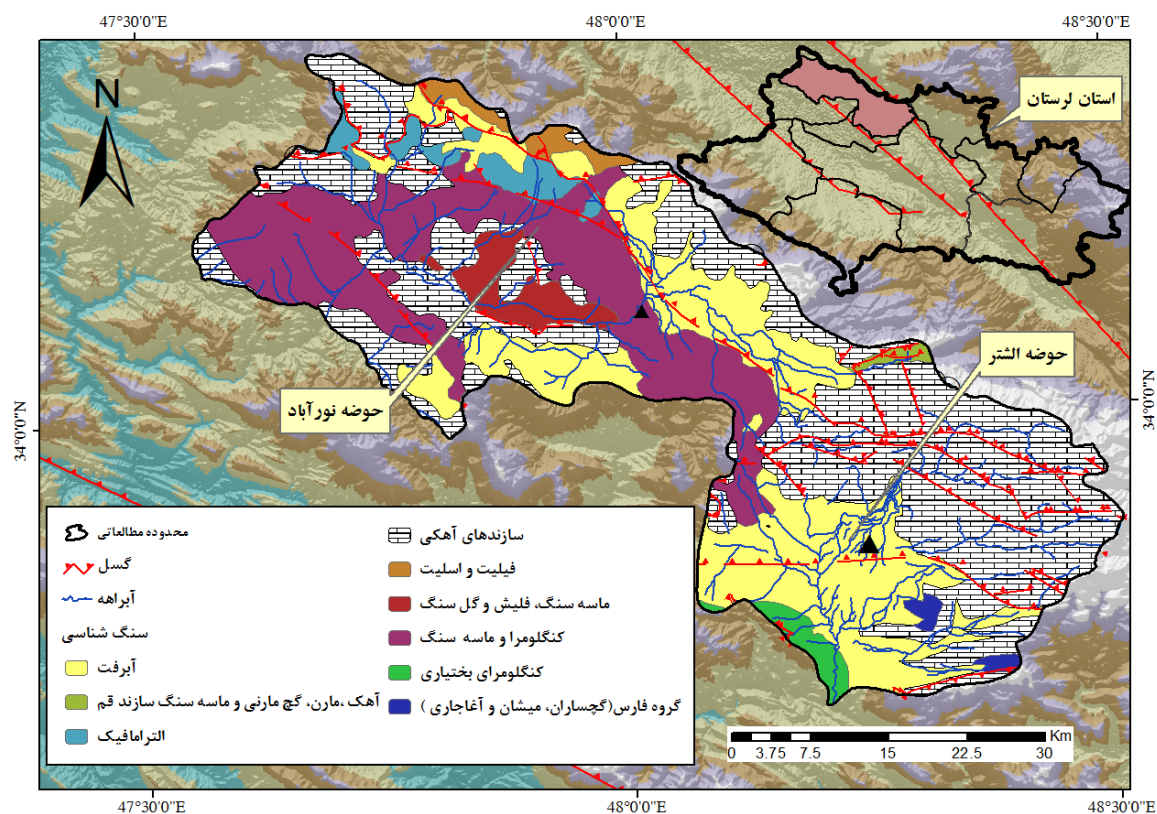 47°30'0"E
48°0'0"E
48°30'0"E
N
استان لرستان
حوضه الشتر
حوضه نورآباد
34°0'0"N
34°0'0"N
محدوده مطالعاتی
گسل
آبراهه
سنگ شناسی
آبرفت
آهک ،مارن، گچ مارنی و ماسه سنگ سازند قم
الترامافیک
سازندهای آهکی
فیلیت و اسلیت
ماسه سنگ، فلیش و گل سنگ
کنگلومرا و ماسه سنگ
کنگلومرای بختیاری
گروه فارس(گچساران، میشان و آغاجاری )
Km
0 3.75 7.5 15 22.5 30
47°30'0"E
48°0'0"E
48°30'0"E